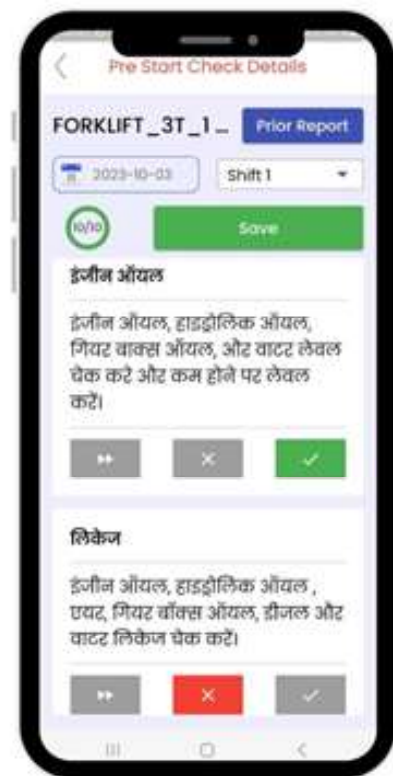 Pre Start Check Details
FORKLIFT_3T_1... Prior Report
2023-10-03 Shift 1
10/10 Save
इंजीन ऑयल
इंजीन ऑयल, हाइड्रोलिक ऑयल,
गियर बाक्स ऑयल, और वाटर लेवल
चेक करे और कम होने पर लेवल
करें।
लिकेज
इंजीन ऑयल, हाइड्रोलिक ऑयल ,
एयर, गियर बॉक्स ऑयल, डीजल और
वाटर लिकेज चेक करें।